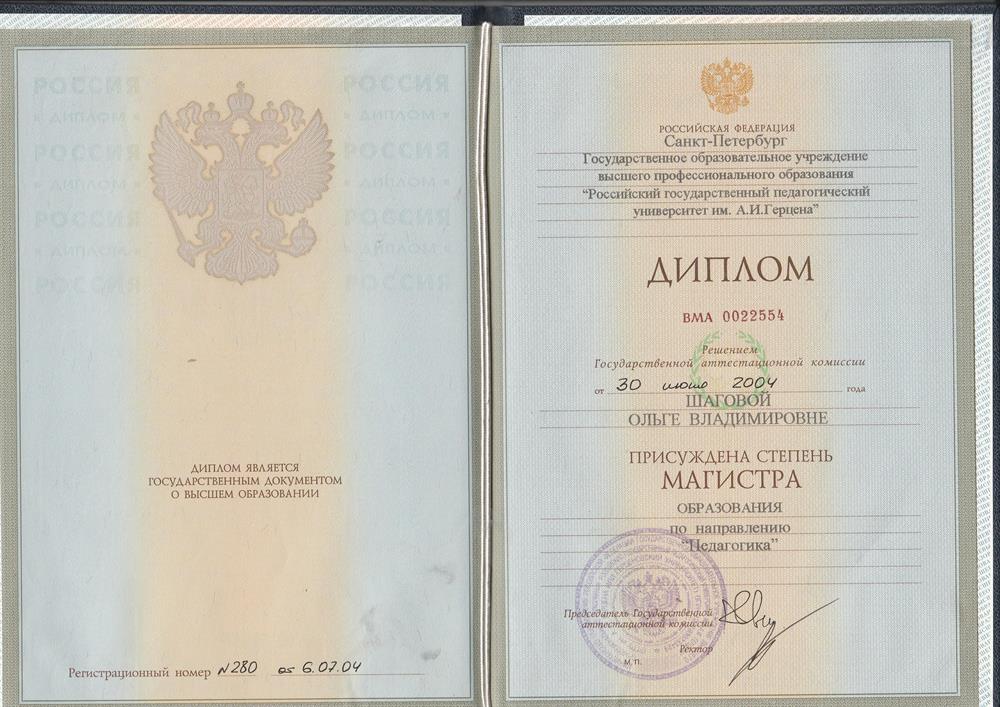 РОССИЯ РОССИЯ
ДИПЛОМ ДИПЛОМ
РОССИЯ РОССИЯ
ДИПЛОМ ДИПЛОМ
РОССИЯ РОССИЯ
ДИПЛОМ ДИПЛОМ
РОССИЯ РОССИЯ
ДИПЛОМ ЯВЛЯЕТСЯ
ГОСУДАРСТВЕННЫМ ДОКУМЕНТОМ
О ВЫСШЕМ ОБРАЗОВАНИИ
Регистрационный номер №280 от 6.07.04
РОССИЙСКАЯ ФЕДЕРАЦИЯ
Санкт-Петербург
Государственное образовательное учреждение
высшего профессионального образования
“Российский государственный педагогический
университет им. А.И.Герцена”
ДИПЛОМ
ВМА 0022554
Решением
Государственной аттестационной комиссии
от 30 июня 2004 года
ШАГОВОЙ
ОЛЬГЕ ВЛАДИМИРОВНЕ
ПРИСУЖДЕНА СТЕПЕНЬ
МАГИСТРА
ОБРАЗОВАНИЯ
по направлению
“Педагогика”
Председатель Государственной
аттестационной комиссии
Ректор
М.П.